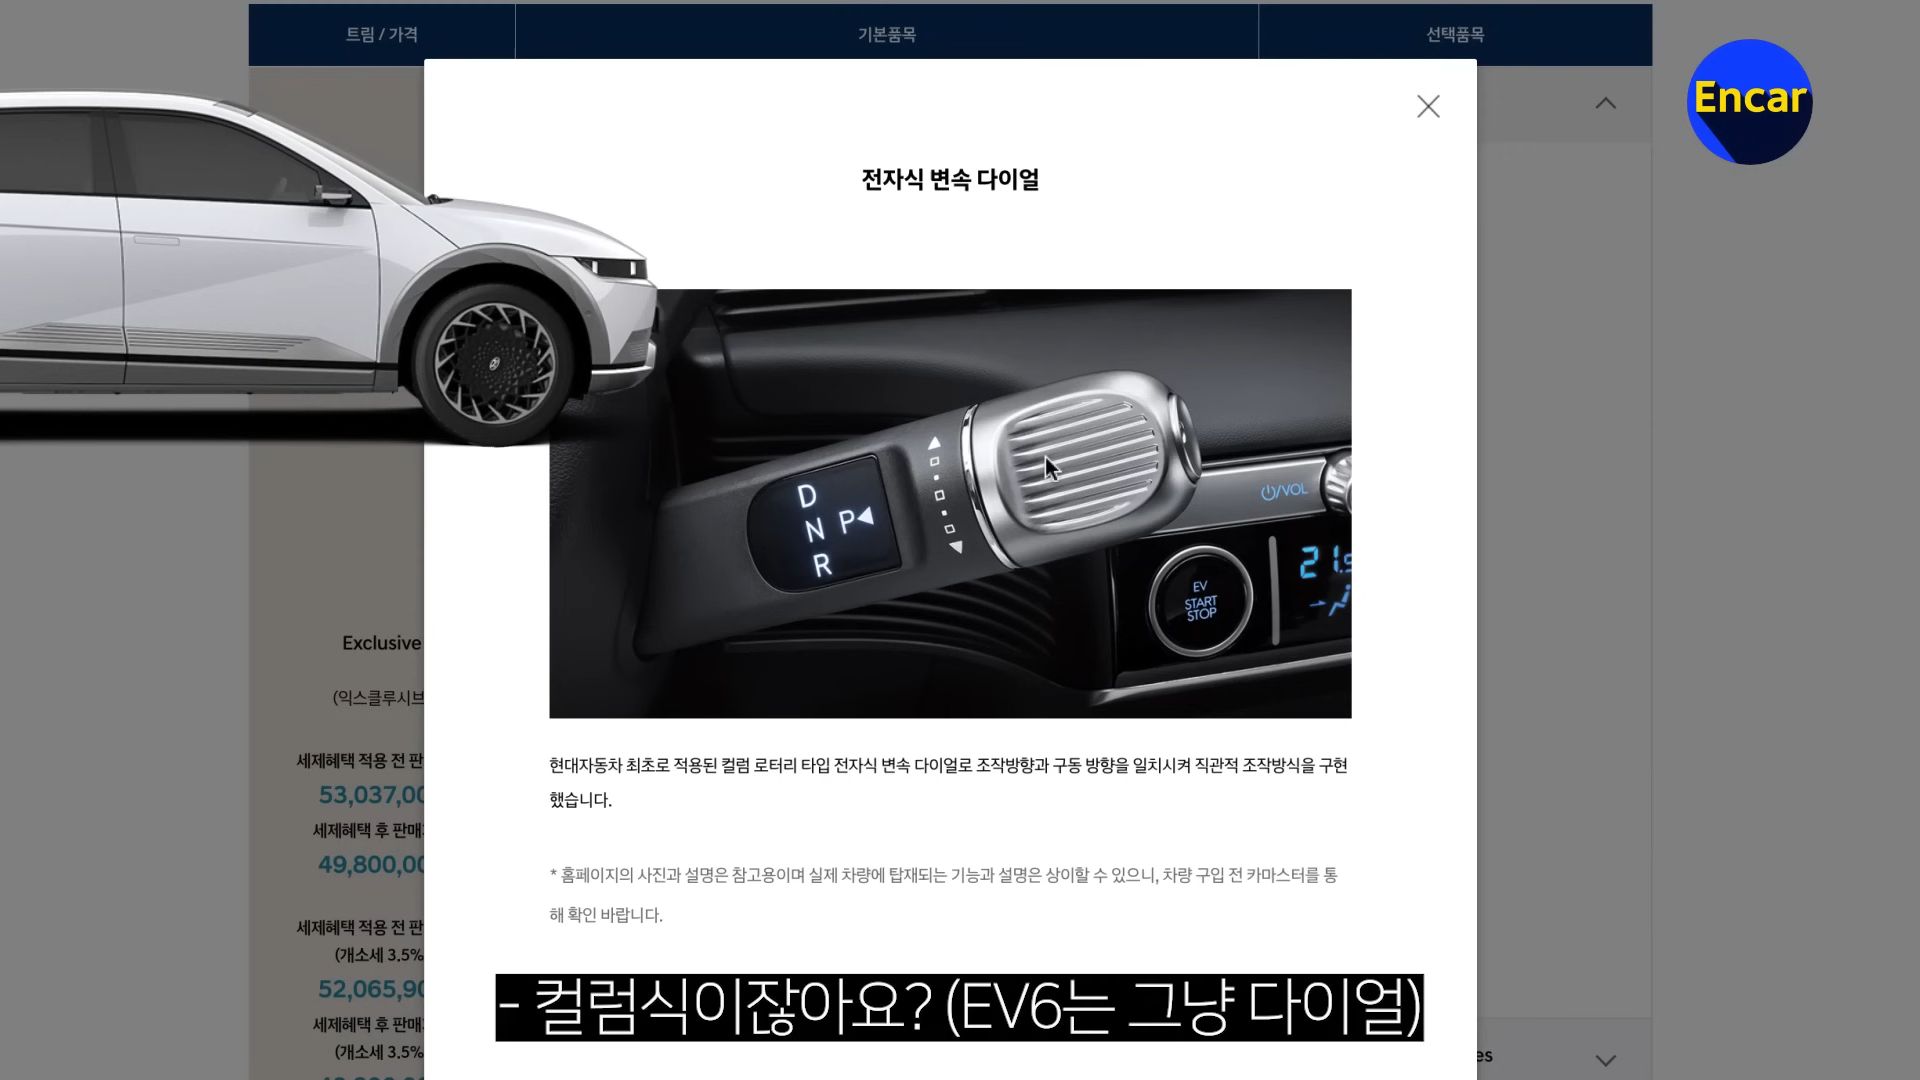 트림 / 가격
기본품목
선택품목
Encar
전자식 변속 다이얼
D
N P
R
⏻/VOL
EV
START
STOP
21.5
Exclusive
(익스클루시브
세제혜택 적용 전 판
53,037,00
세제혜택 후 판매
49,800,00
세제혜택 적용 전 판
(개소세 3.5%
52,065,90
세제혜택 후 판매
(개소세 3.5%
현대자동차 최초로 적용된 컬럼 로터리 타입 전자식 변속 다이얼로 조작방향과 구동 방향을 일치시켜 직관적 조작방식을 구현
했습니다.
* 홈페이지의 사진과 설명은 참고용이며 실제 차량에 탑재되는 기능과 설명은 상이할 수 있으니, 차량 구입 전 카마스터를 통
해 확인 바랍니다.
- 컬럼식이잖아요? (EV6는 그냥 다이얼)
es